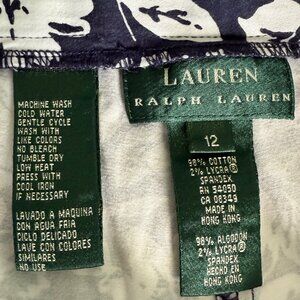 MACHINE WASH
COLD WATER
GENTLE CYCLE
WASH WITH
LIKE COLORS
NO BLEACH
TUMBLE DRY
LOW HEAT
PRESS WITH
COOL IRON
IF NECESSARY
LAVADO A MAQUINA
CON AGUA FRIA
CICLO DELICADO
LAVE CON COLORES
SIMILARES
NO USE
LAUREN
RALPH LAUREN
12
98% COTTON
2% LYCRA®
SPANDEX
RN 54050
CA 08349
MADE IN
HONG KONG
98% ALGODON
2% LYCRA®
SPANDEX
HECHO EN
HONG KONG